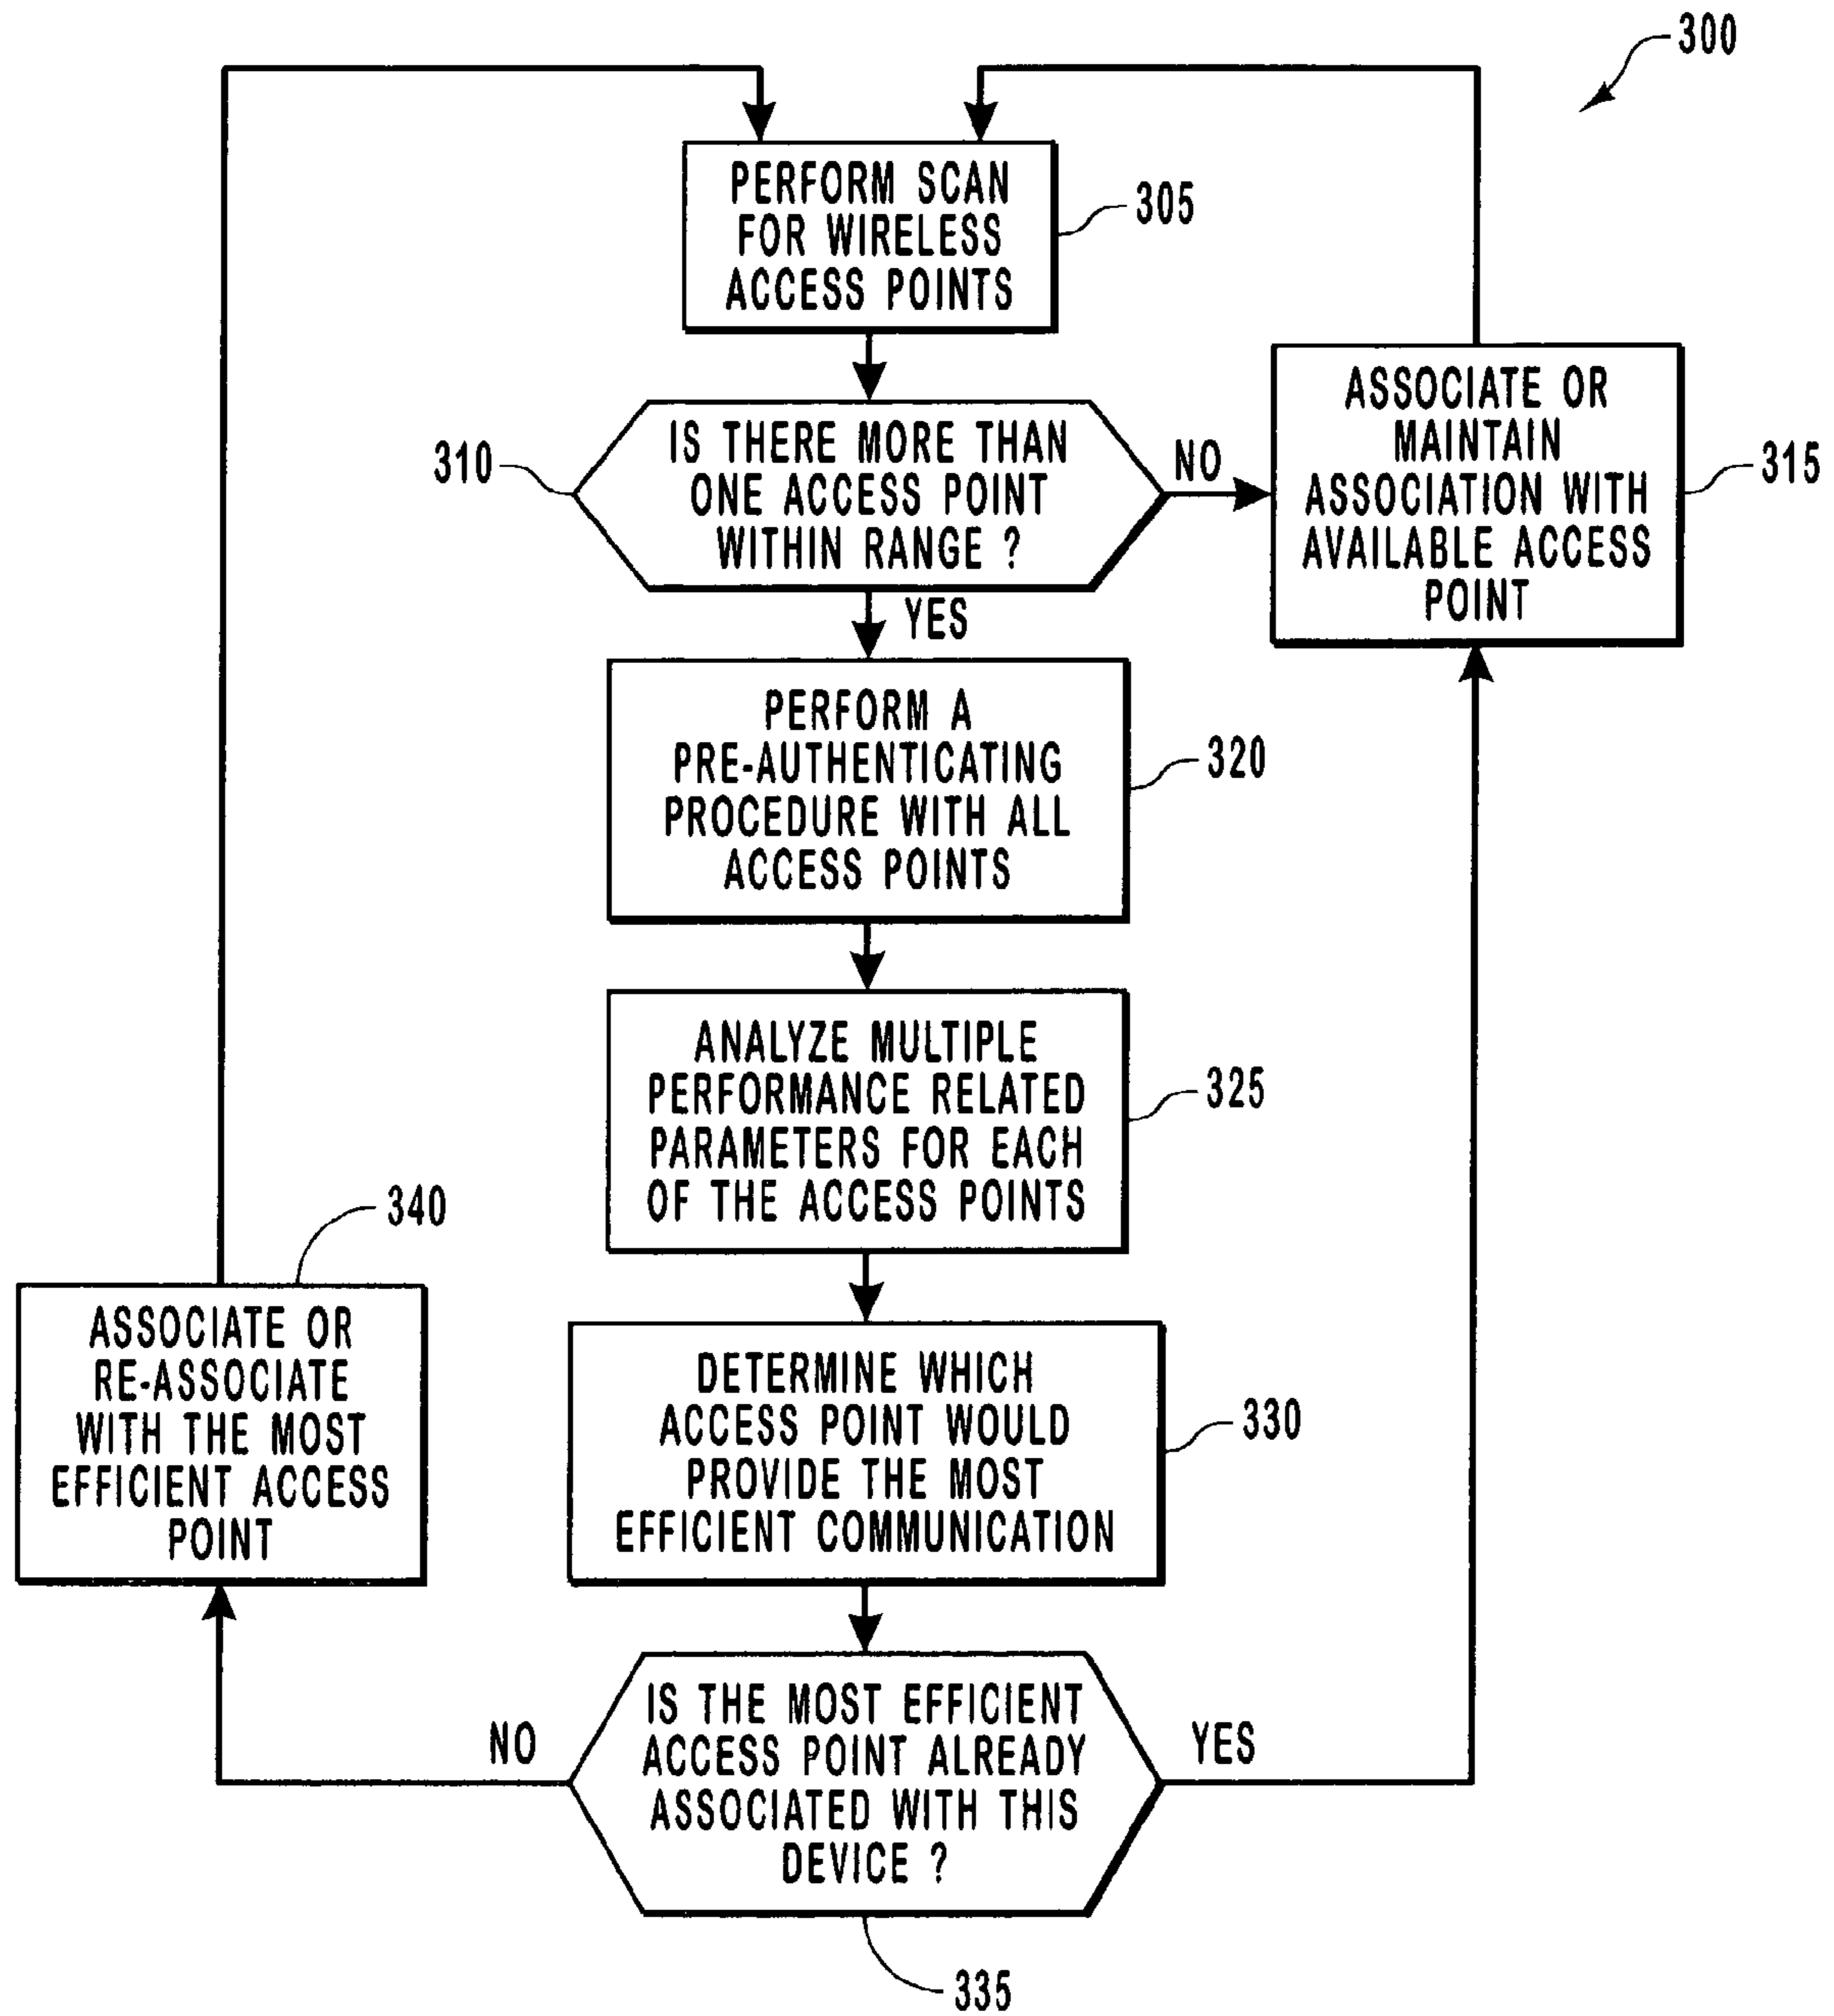 300
PERFORM SCAN
FOR WIRELESS
ACCESS POINTS
305
IS THERE MORE THAN
ONE ACCESS POINT
WITHIN RANGE ?
310
NO
YES
ASSOCIATE OR
MAINTAIN
ASSOCIATION WITH
AVAILABLE ACCESS
POINT
315
PERFORM A
PRE-AUTHENTICATING
PROCEDURE WITH ALL
ACCESS POINTS
320
ANALYZE MULTIPLE
PERFORMANCE RELATED
PARAMETERS FOR EACH
OF THE ACCESS POINTS
325
340
ASSOCIATE OR
RE-ASSOCIATE
WITH THE MOST
EFFICIENT ACCESS
POINT
DETERMINE WHICH
ACCESS POINT WOULD
PROVIDE THE MOST
EFFICIENT COMMUNICATION
330
NO
IS THE MOST EFFICIENT
ACCESS POINT ALREADY
ASSOCIATED WITH THIS
DEVICE ?
YES
335